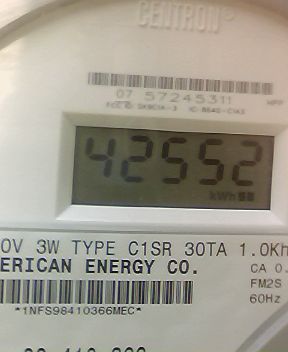 CENTRON®
07 57245311
42552
kWh
0V 3W TYPE C1SR 30TA 1.0Kh
ERICAN ENERGY CO.
CA 0.
FM2S
60Hz
*1NFS98410366MEC*